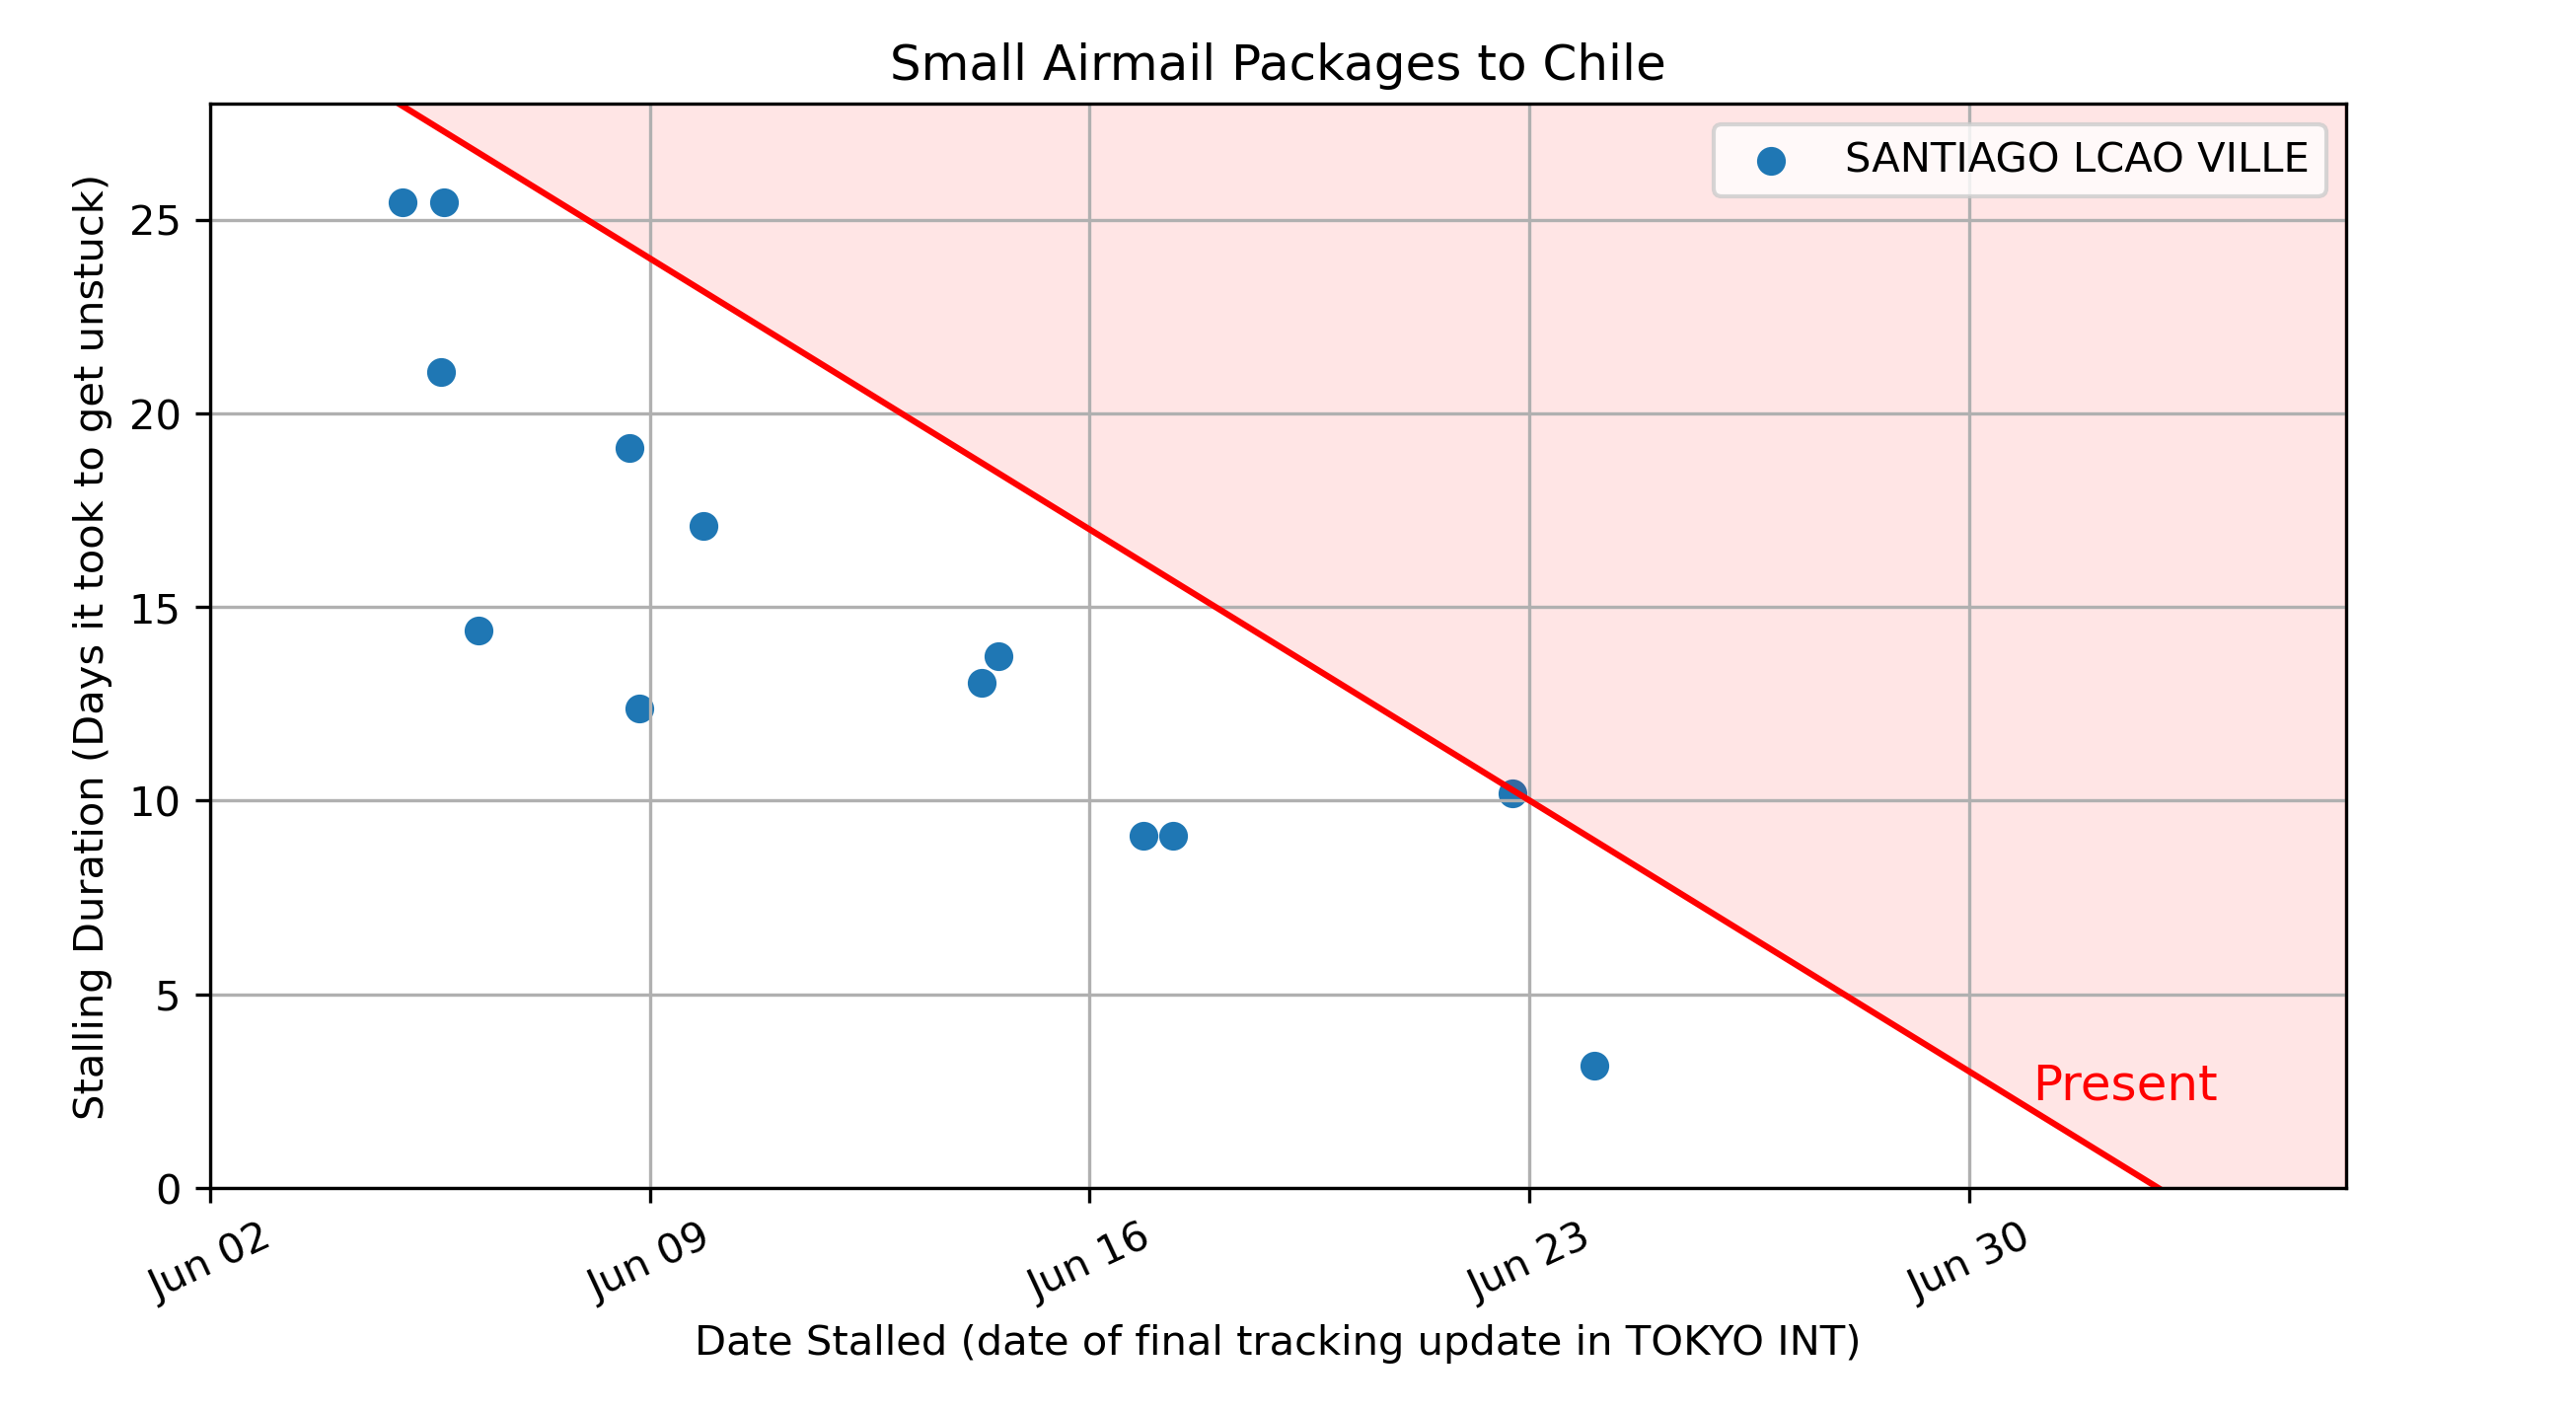 Small Airmail Packages to Chile
SANTIAGO LCAO VILLE
Stalling Duration (Days it took to get unstuck)
25
20
15
10
5
0
Present
Jun 02
Jun 09
Jun 16
Jun 23
Jun 30
Date Stalled (date of final tracking update in TOKYO INT)